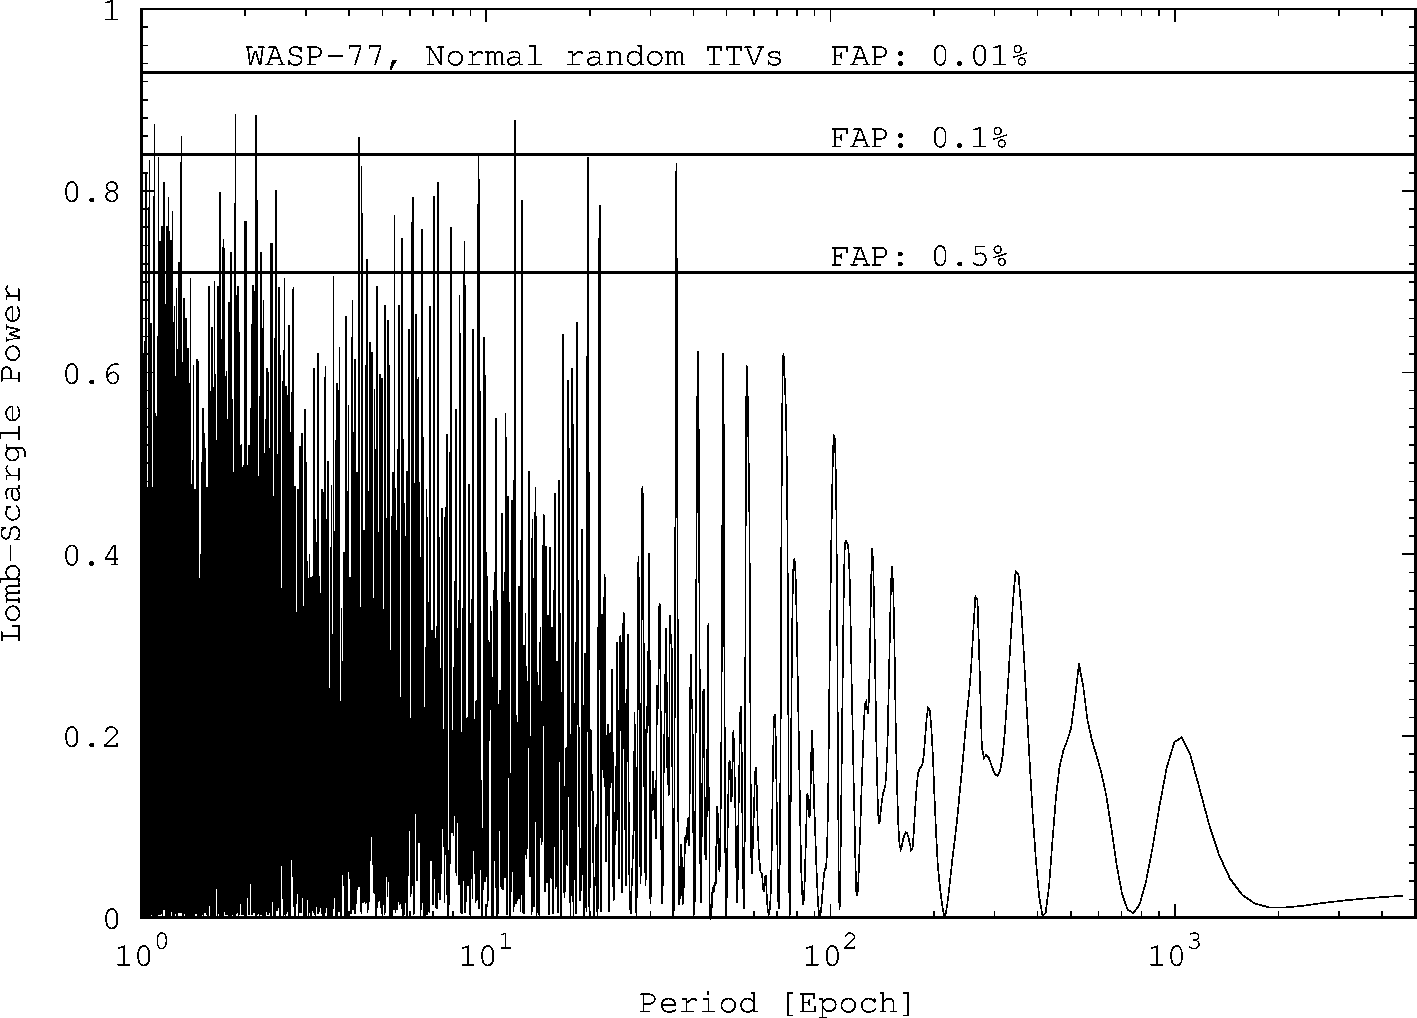 WASP-77, Normal random TTVs FAP: 0.01%
FAP: 0.1%
FAP: 0.5%
Lomb-Scargle Power
1
0.8
0.6
0.4
0.2
0
10^0 10^1 10^2 10^3
Period [Epoch]